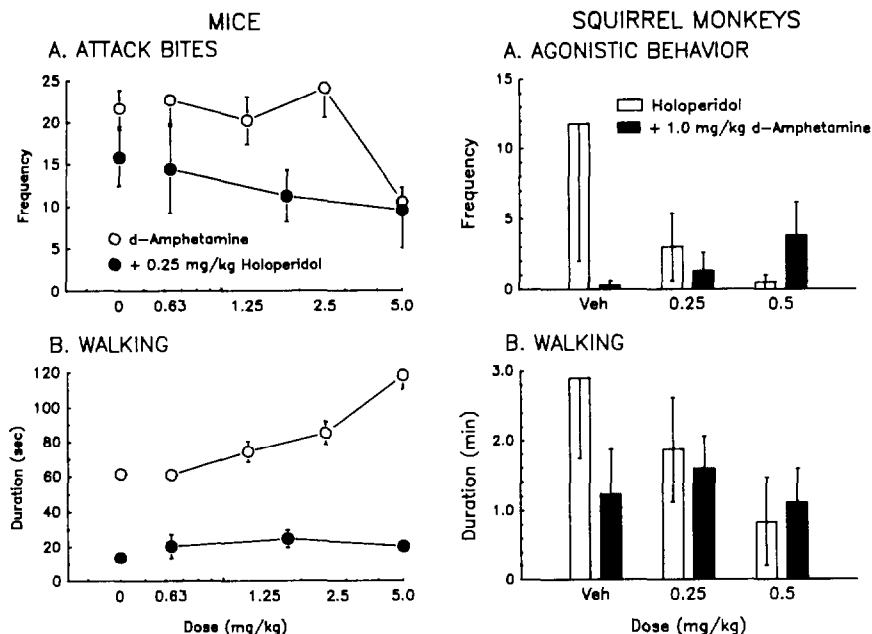 MICE
A. ATTACK BITES
25
20
15
10
5
0
Frequency
d-Amphetamine
+ 0.25 mg/kg Holoperidol
0 0.63 1.25 2.5 5.0
B. WALKING
120
100
80
60
40
20
0
Duration (sec)
0 0.63 1.25 2.5 5.0
Dose (mg/kg)
SQUIRREL MONKEYS
A. AGONISTIC BEHAVIOR
15
10
5
0
Frequency
Holoperidol
+ 1.0 mg/kg d-Amphetamine
Veh 0.25 0.5
B. WALKING
3.0
2.0
1.0
0
Duration (min)
Veh 0.25 0.5
Dose (mg/kg)